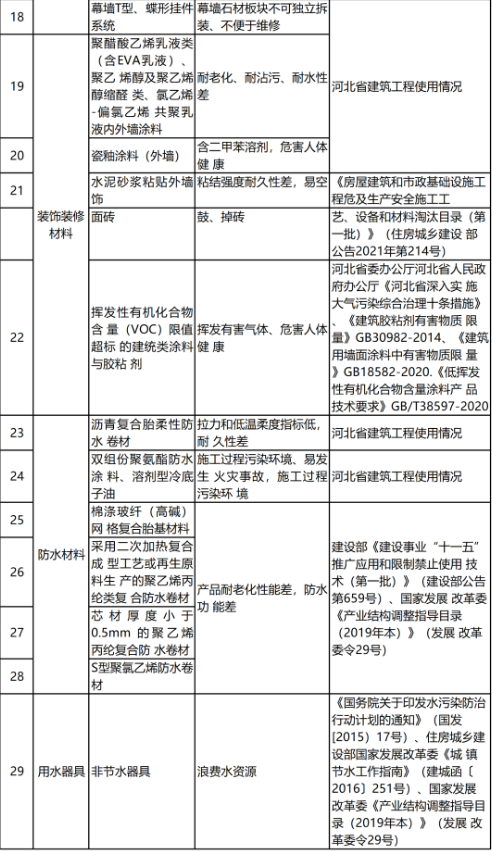 18
幕墙T型、蝶形挂件
系统
幕墙石材板块不可独立拆
装、不便于维修
19
聚醋酸乙烯乳液类
(含EVA乳液）、
聚乙 烯醇及聚乙烯
醇缩醛 类、氯乙烯
-偏氯乙烯 共聚乳
液内外墙涂料
耐老化、耐沾污、耐水性
差
河北省建筑工程使用情况
20
瓷釉涂料（外墙）
含二甲苯溶剂，危害人体
健 康
21
水泥砂浆粘贴外墙
饰
粘结强度耐久性差，易空
《房屋建筑和市政基础设施工
程危及生产安全施工工
装饰装修
材料
面砖
鼓、掉砖
艺、设备和材料淘汰目录（第
一批）》（住房城乡建设 部
公告2021年第214号）
22
挥发性有机化合物
含 量（VOC）限值
超标 的建统类涂料
与胶粘 剂
挥发有害气体、危害人体
健 康
河北省委办公厅河北省人民政
府办公厅《河北省深入实 施
大气污染综合治理十条措施》
、《建筑胶粘剂有害物质 限
量》GB30982-2014、《建筑
用墙面涂料中有害物质限 量
》GB18582-2020.《低挥发
性有机化合物含量涂料产 品
技术要求》GB/T38597-2020
23
沥青复合胎柔性防
水 卷材
拉力和低温柔度指标低，
耐 久性差
河北省建筑工程使用情况
24
双组份聚氨酯防水
涂 料、溶剂型冷底
子油
施工过程污染环境、易发
生 火灾事故，施工过程
污染环 境
河北省建筑工程使用情况
防水材料
25
棉涤玻纤（高碱）
网 格复合胎基材料
26
采用二次加热复合
成 型工艺或再生原
料生 产的聚乙烯丙
纶类复 合防水卷材
产品耐老化性能差，防水
功 能差
建设部《建设事业“十一五”
推广应用和限制禁止使用 技
术（第一批）》（建设部公告
第659号）、国家发展 改革委
《产业结构调整指导目录
（2019年本）》（发展 改革
委令29号）
27
芯 材 厚 度 小 于
0.5mm 的 聚 乙 烯
丙纶复合防 水卷材
28
S型聚氯乙烯防水卷
材
29
用水器具
非节水器具
浪费水资源
《国务院关于印发水污染防治
行动计划的通知》（国发
[2015）17号）、住房城乡建
设部国家发展改革委《城 镇
节水工作指南》（建城函〔
2016〕251号）、国家发展
改革委《产业结构调整指导目
录（2019年本）》（发展 改
革委令29号）